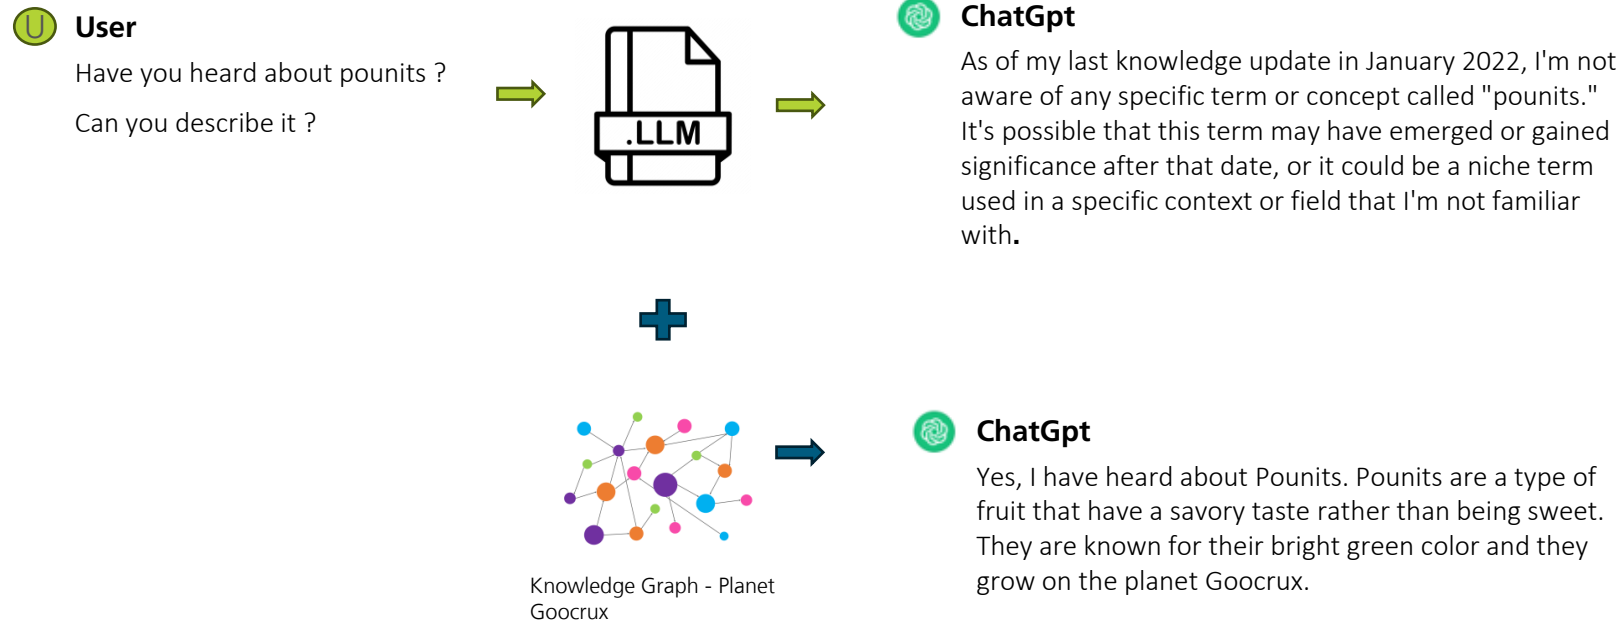 U
User
Have you heard about pounits ?
Can you describe it ?
.LLM
ChatGpt
As of my last knowledge update in January 2022, I'm not
aware of any specific term or concept called "pounits."
It's possible that this term may have emerged or gained
significance after that date, or it could be a niche term
used in a specific context or field that I'm not familiar
with.
Knowledge Graph - Planet
Goocrux
ChatGpt
Yes, I have heard about Pounits. Pounits are a type of
fruit that have a savory taste rather than being sweet.
They are known for their bright green color and they
grow on the planet Goocrux.